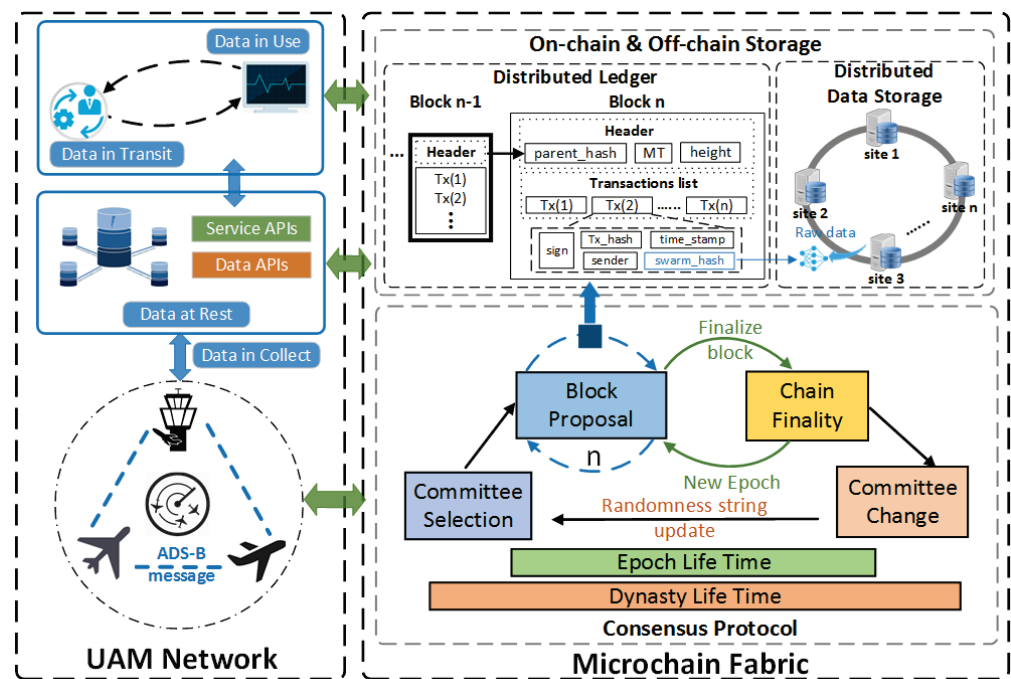 Data in Use
Data in Transit
Service APIs
Data APIs
Data at Rest
Data in Collect
ADS-B
message
UAM Network
On-chain & Off-chain Storage
Distributed Ledger
Block n-1
Block n
...
Header
Tx(1)
Tx(2)
Header
parent_hash
MT
height
Transactions list
Tx(1)
Tx(2)
......
Tx(n)
sign
Tx_hash
time_stamp
sender
swarm_hash
Distributed
Data Storage
site 1
site 2
site n
......
Raw data
site 3
Finalize
block
Block
Proposal
Chain
Finality
n
New Epoch
Committee
Selection
Randomness string
update
Committee
Change
Epoch Life Time
Dynasty Life Time
Consensus Protocol
Microchain Fabric